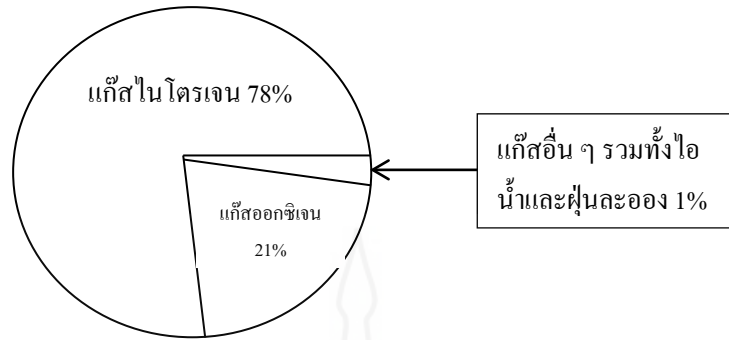 แก๊สไนโตรเจน 78%
แก๊สอื่น ๆ รวมทั้งไอ
น้ำและฝุ่นละออง 1%
แก๊สออกซิเจน
21%